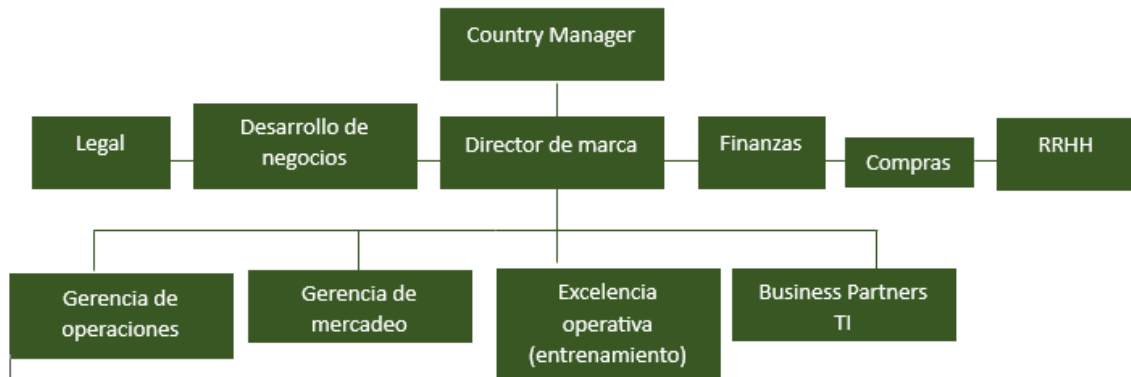 Country Manager
Legal
Desarrollo de
negocios
Director de marca
Finanzas
Compras
RRHH
Gerencia de
operaciones
Gerencia de
mercadeo
Excelencia
operativa
(entrenamiento)
Business Partners
TI